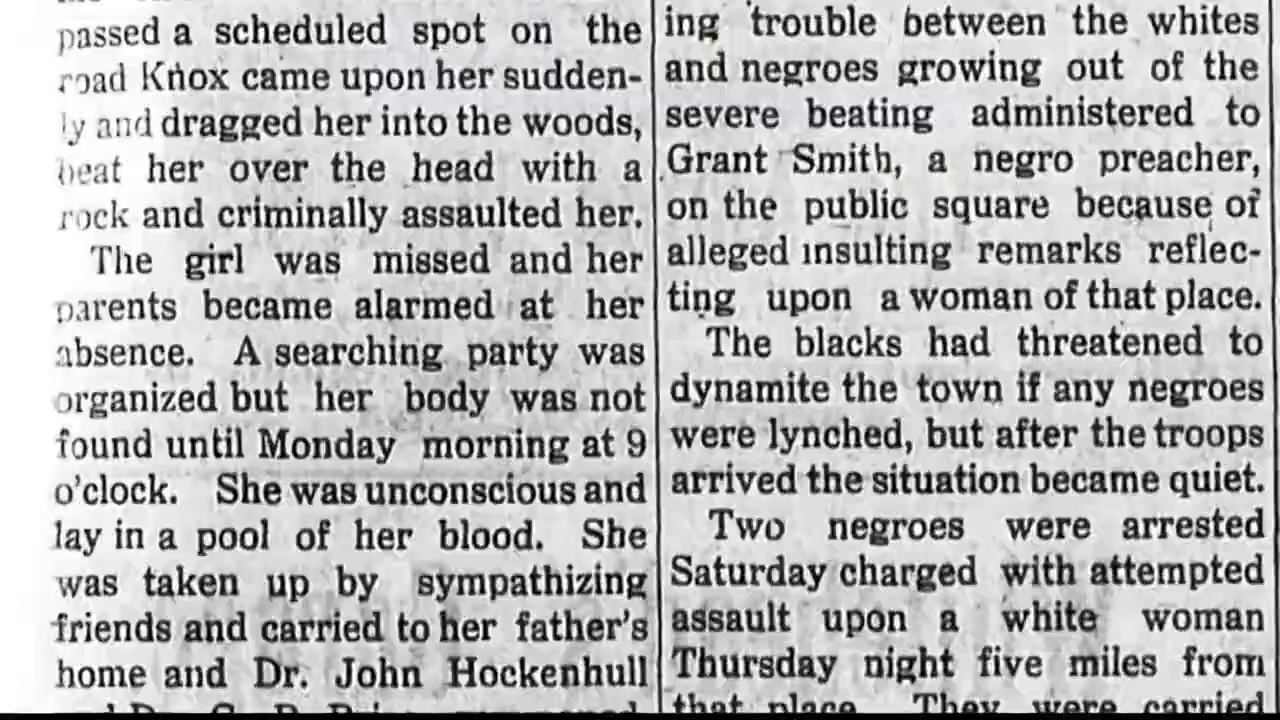 passed a scheduled spot on the
road Knox came upon her sudden-
ly and dragged her into the woods,
beat her over the head with a
rock and criminally assaulted her.
The girl was missed and her
parents became alarmed at her
absence. A searching party was
organized but her body was not
found until Monday morning at 9
o'clock. She was unconscious and
lay in a pool of her blood. She
was taken up by sympathizing
friends and carried to her father's
home and Dr. John Hockenhull
ing trouble between the whites
and negroes growing out of the
severe beating administered to
Grant Smith, a negro preacher,
on the public square because of
alleged insulting remarks reflec-
ting upon a woman of that place.
The blacks had threatened to
dynamite the town if any negroes
were lynched, but after the troops
arrived the situation became quiet.
Two negroes were arrested
Saturday charged with attempted
assault upon a white woman
Thursday night five miles from
that place. They were carried